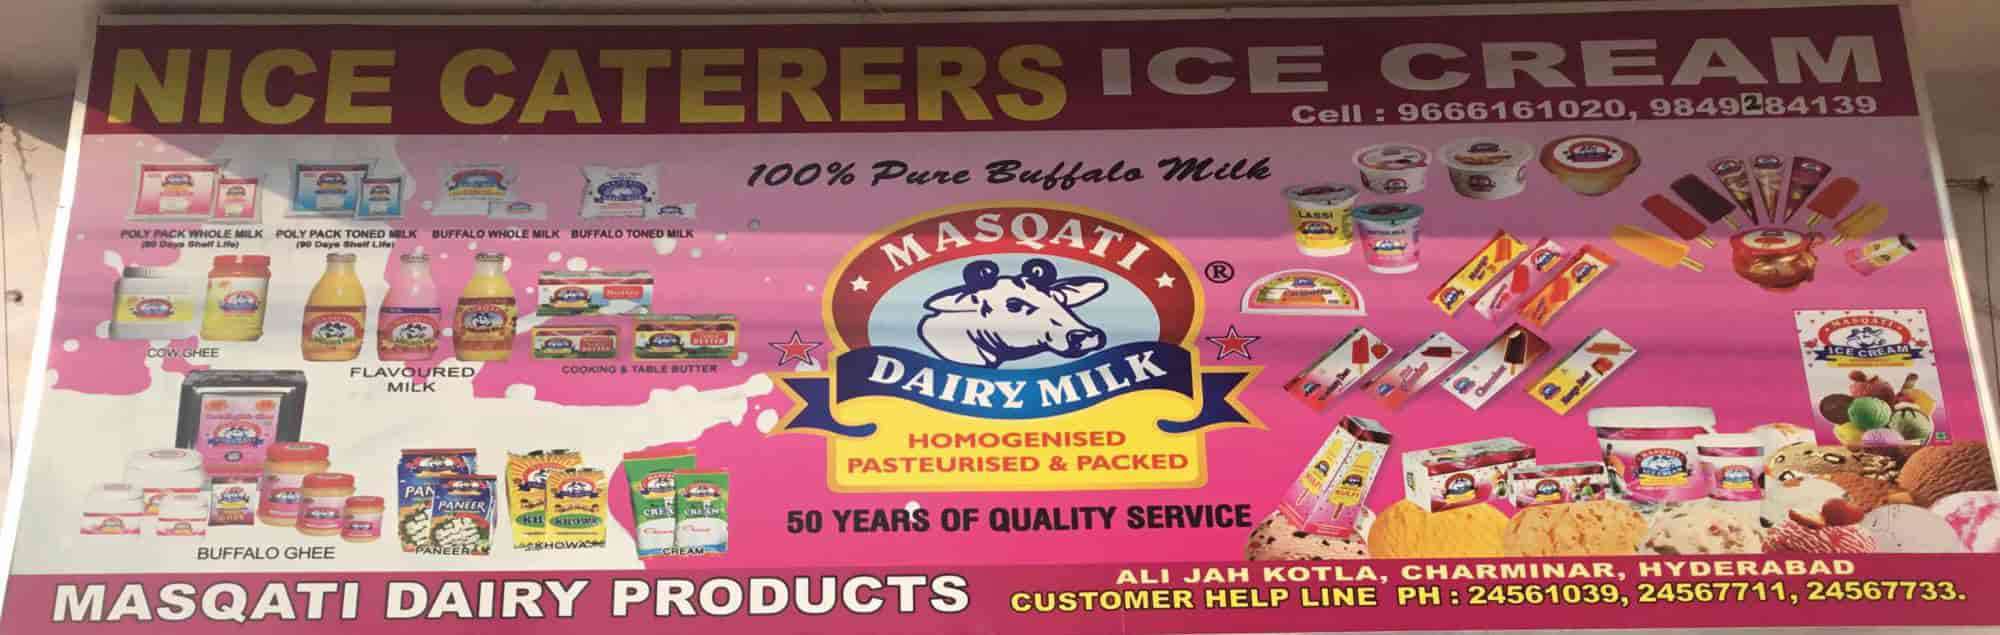 NICE CATERERS ICE CREAM
Cell : 9666161020, 9849284139
100% Pure Buffalo Milk
POLY PACK WHOLE MILK
(90 Days Shelf Life)
POLY PACK TONED MILK
(90 Days Shelf Life)
BUFFALO WHOLE MILK
BUFFALO TONED MILK
COW GHEE
FLAVOURED
MILK
COOKING & TABLE BUTTER
BUFFALO GHEE
PANEER
PANEER
KHOWA
KHOWA
CREAM
CREAM
MASQATI
®
DAIRY MILK
HOMOGENISED
PASTEURISED & PACKED
50 YEARS OF QUALITY SERVICE
LASSI
MASQATI
ICE CREAM
MASQATI DAIRY PRODUCTS
ALI JAH KOTLA, CHARMINAR, HYDERABAD
CUSTOMER HELP LINE PH : 24561039, 24567711, 24567733.